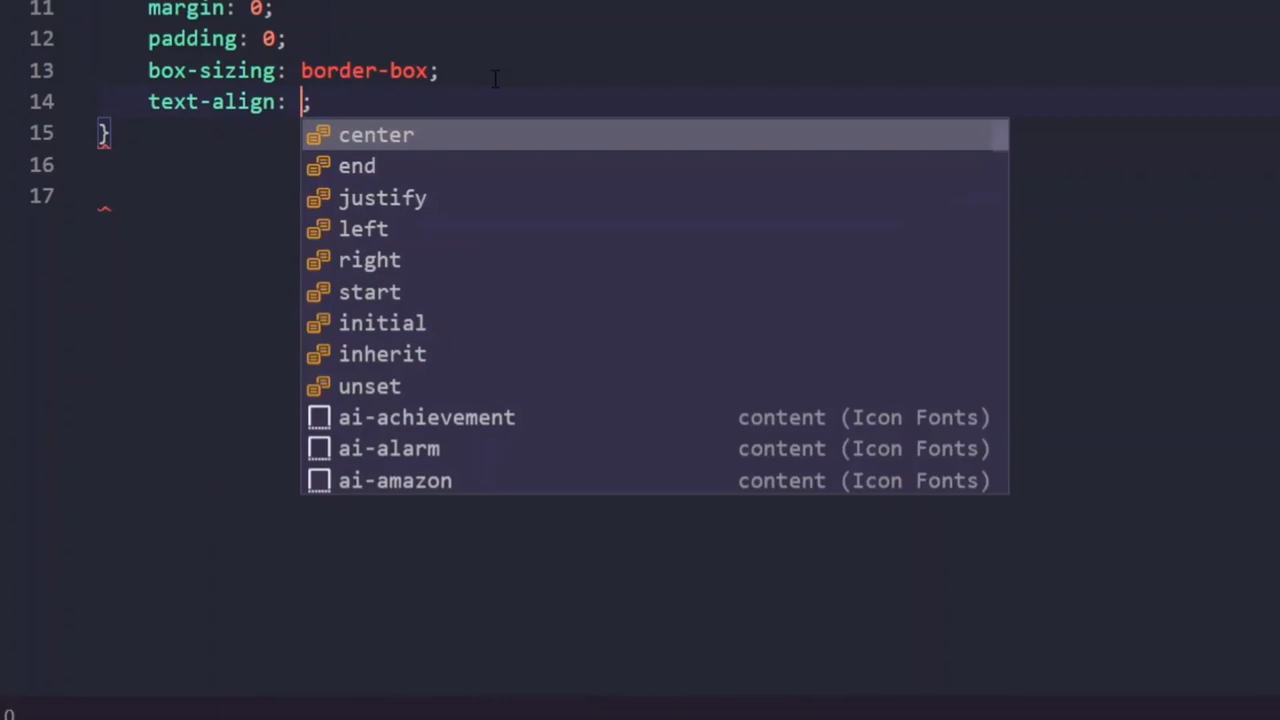 11 margin: 0;
12 padding: 0;
13 box-sizing: border-box;
14 text-align: ;
15 }
16
17
center
end
justify
left
right
start
initial
inherit
unset
ai-achievement content (Icon Fonts)
ai-alarm content (Icon Fonts)
ai-amazon content (Icon Fonts)
0